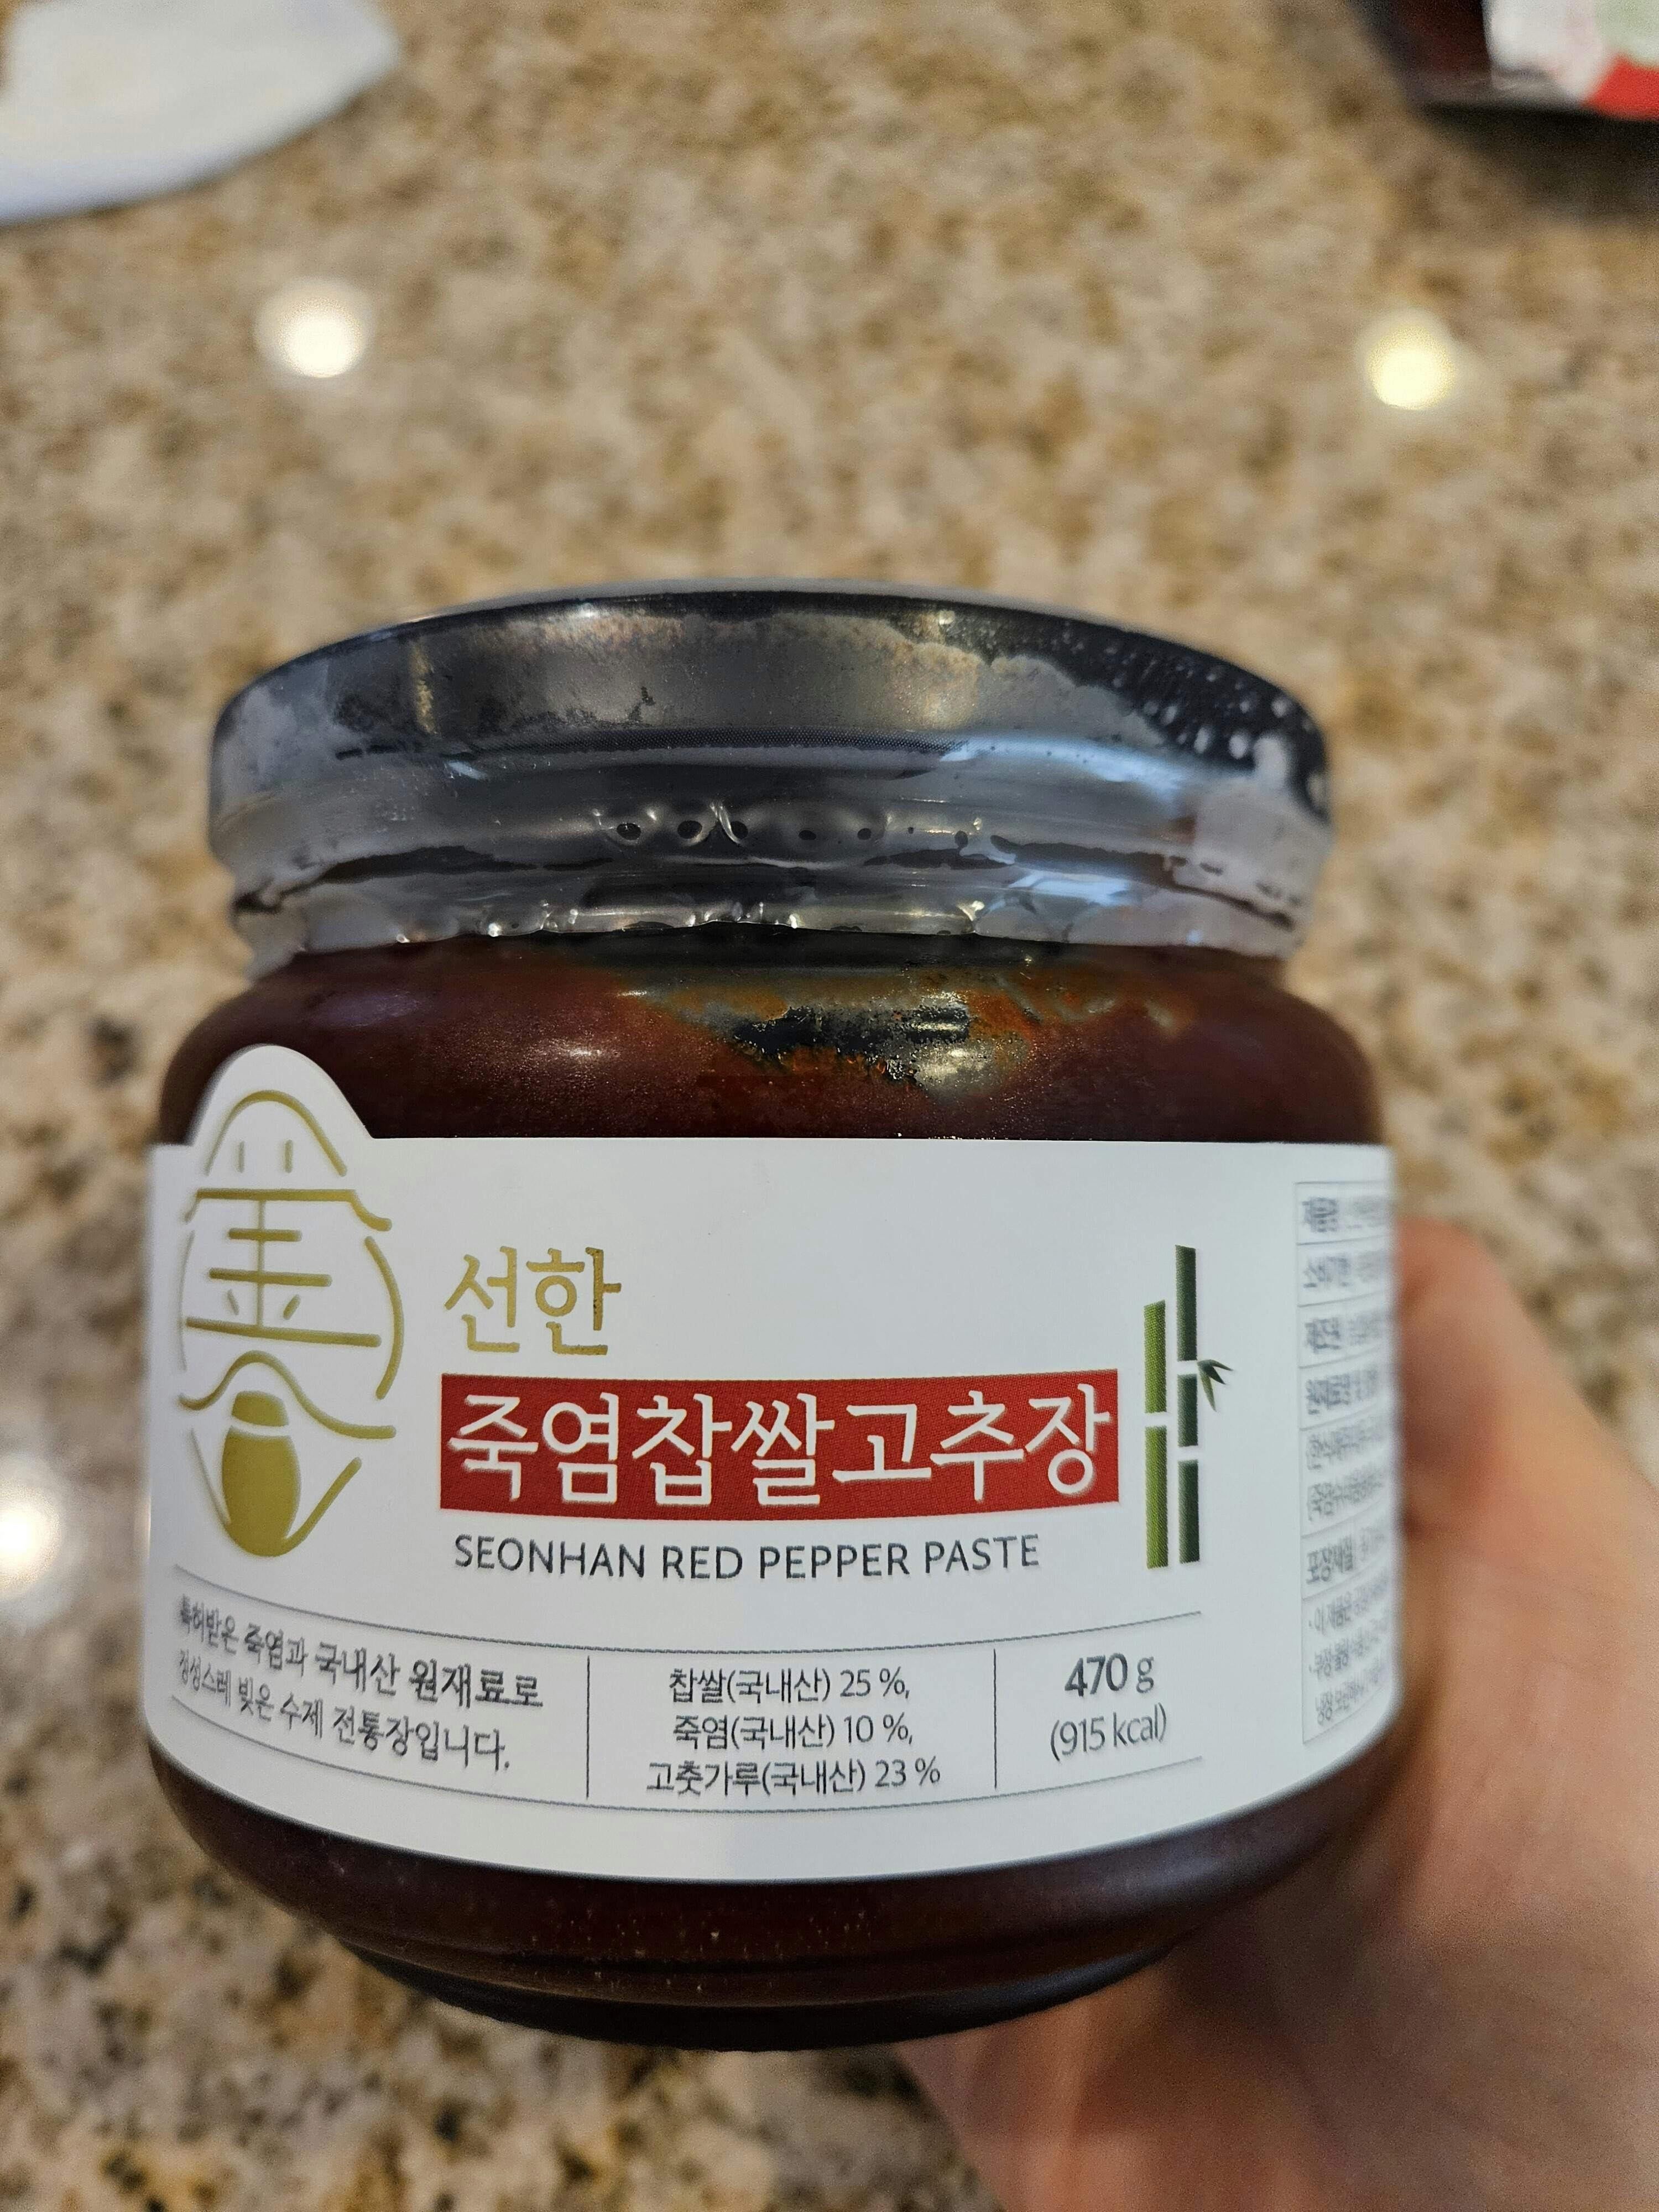 선한
죽염찹쌀고추장
SEONHAN RED PEPPER PASTE
특허받은 죽염과 국내산 원재료로
정성스레 빚은 수제 전통장입니다.
찹쌀(국내산) 25 %,
죽염(국내산) 10 %,
고춧가루(국내산) 23 %
470 g
(915 kcal)